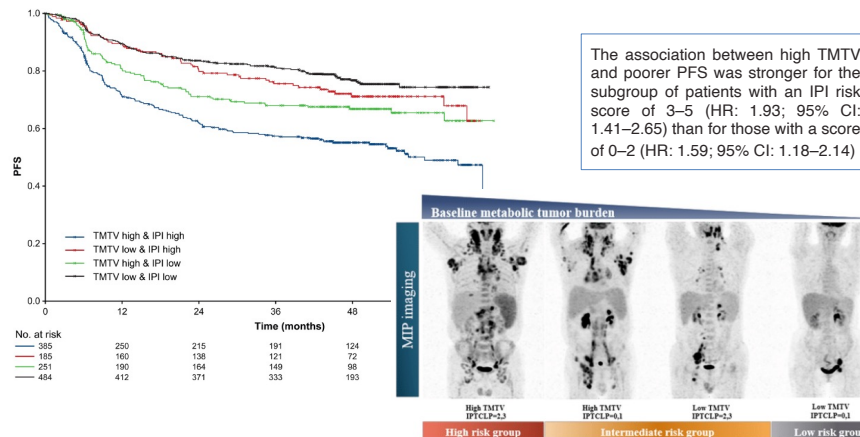 1.0
0.8
0.6
0.4
0.2
0.0
PFS
TMTV high & IPI high
TMTV low & IPI high
TMTV high & IPI low
TMTV low & IPI low
0 12 24 36 48
Time (months)
No. at risk
385 250 215 191 124
185 160 138 121 72
251 190 164 149 98
484 412 371 333 193
The association between high TMTV
and poorer PFS was stronger for the
subgroup of patients with an IPI risk
score of 3–5 (HR: 1.93; 95% CI:
1.41–2.65) than for those with a score
of 0–2 (HR: 1.59; 95% CI: 1.18–2.14)
Baseline metabolic tumor burden
MIP imaging
High TMTV
IPTCLP=2,3
High TMTV
IPTCLP=0,1
Low TMTV
IPTCLP=2,3
Low TMTV
IPTCLP=0,1
High risk group
Intermediate risk group
Low risk grou